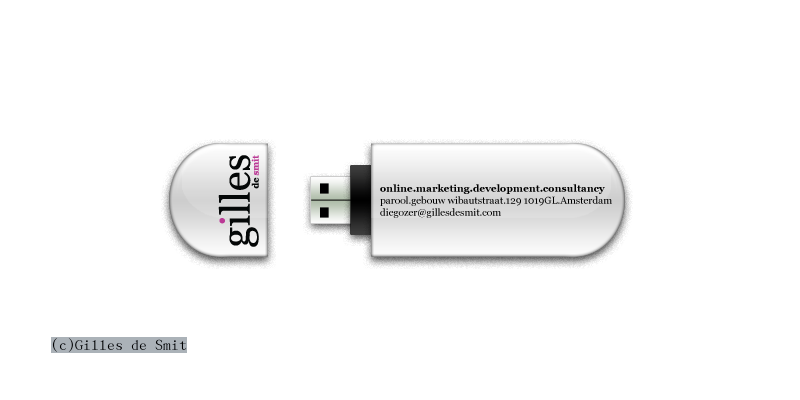 gilles
de smit
online.marketing.development.consultancy
parool.gebouw wibautstraat.129 1019GL.Amsterdam
diegozer@gillesdesmit.com
(c)Gilles de Smit